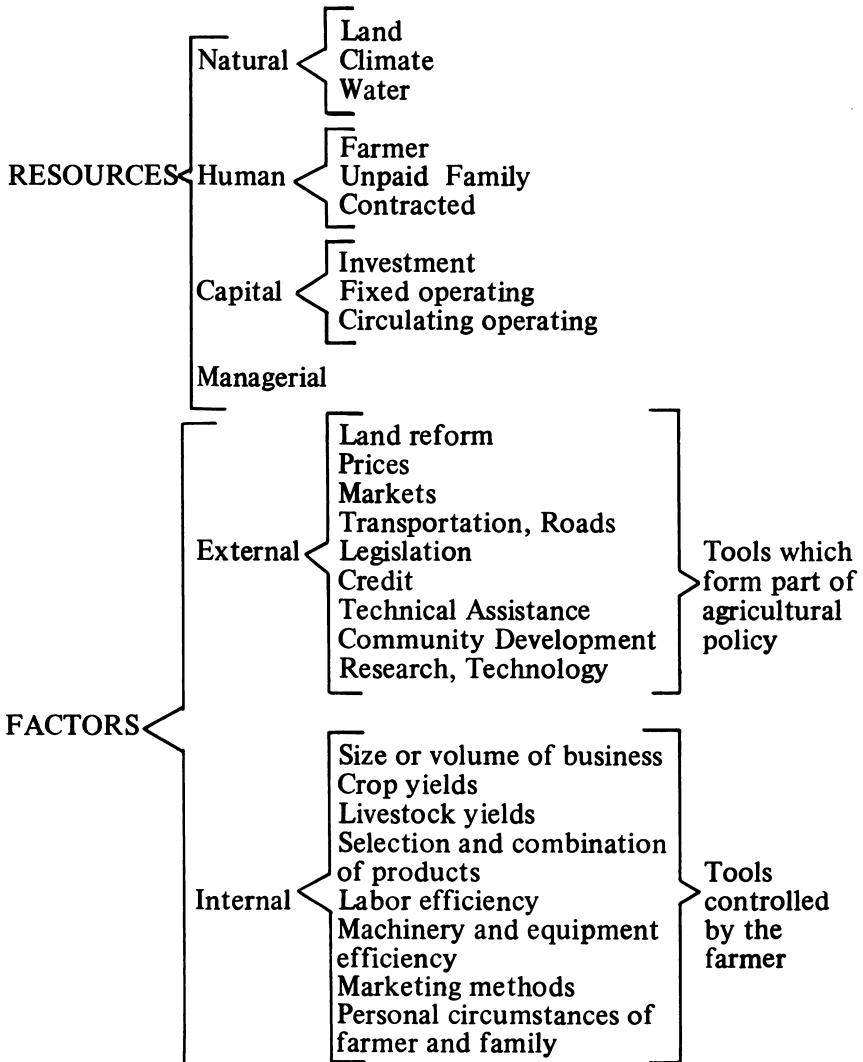 Land
Natural Climate
Water
Farmer
RESOURCES Human Unpaid Family
Contracted
Investment
Capital Fixed operating
Circulating operating
Managerial
Land reform
Prices
Markets
Transportation, Roads
External Legislation
Credit
Technical Assistance
Community Development
Research, Technology
Tools which
form part of
agricultural
policy
FACTORS
Size or volume of business
Crop yields
Livestock yields
Selection and combination
of products
Internal Labor efficiency
Machinery and equipment
efficiency
Marketing methods
Personal circumstances of
farmer and family
Tools
controlled
by the
farmer